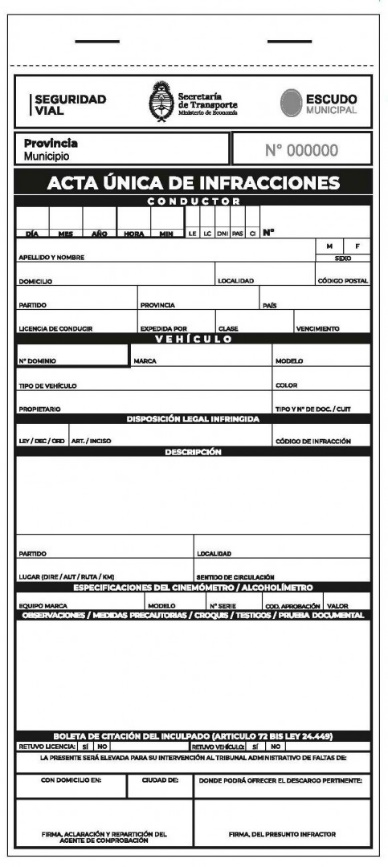 SEGURIDAD VIAL
Secretaría de Transporte
Ministerio de Economía
ESCUDO MUNICIPAL
Provincia
Municipio
N° 000000
ACTA ÚNICA DE INFRACCIONES
CONDUCTOR
DÍA MES AÑO HORA MIN LE LC DNI PAS CI N°
M F
APELLIDO Y NOMBRE SEXO
DOMICILIO LOCALIDAD CÓDIGO POSTAL
PARTIDO PROVINCIA PAÍS
LICENCIA DE CONDUCIR EXPEDIDA POR CLASE VENCIMIENTO
VEHÍCULO
N° DOMINIO MARCA MODELO
TIPO DE VEHÍCULO COLOR
PROPIETARIO TIPO Y N° DE DOC. / CUIT
DISPOSICIÓN LEGAL INFRINGIDA
LEY / DEC / ORD ART. / INCISO CÓDIGO DE INFRACCIÓN
DESCRIPCIÓN
PARTIDO LOCALIDAD
LUGAR (DIRE / AUT / RUTA / KM) SENTIDO DE CIRCULACIÓN
ESPECIFICACIONES DEL CINEMÓMETRO / ALCOHOLÍMETRO
EQUIPO MARCA MODELO N° SERIE COD. APROBACIÓN VALOR
OBSERVACIONES / MEDIDAS PRECAUTORIAS / CROQUIS / TESTIGOS / PRUEBA DOCUMENTAL
BOLETA DE CITACIÓN DEL INCULPADO (ARTICULO 72 BIS LEY 24.449)
RETUVO LICENCIA: SÍ NO RETUVO VEHÍCULO: SÍ NO
LA PRESENTE SERÁ ELEVADA PARA SU INTERVENCIÓN AL TRIBUNAL ADMINISTRATIVO DE FALTAS DE:
CON DOMICILIO EN: CIUDAD DE: DONDE PODRÁ OFRECER EL DESCARGO PERTINENTE:
FIRMA, ACLARACIÓN Y REPARTICIÓN DEL AGENTE DE COMPROBACIÓN
FIRMA, DEL PRESUNTO INFRACTOR